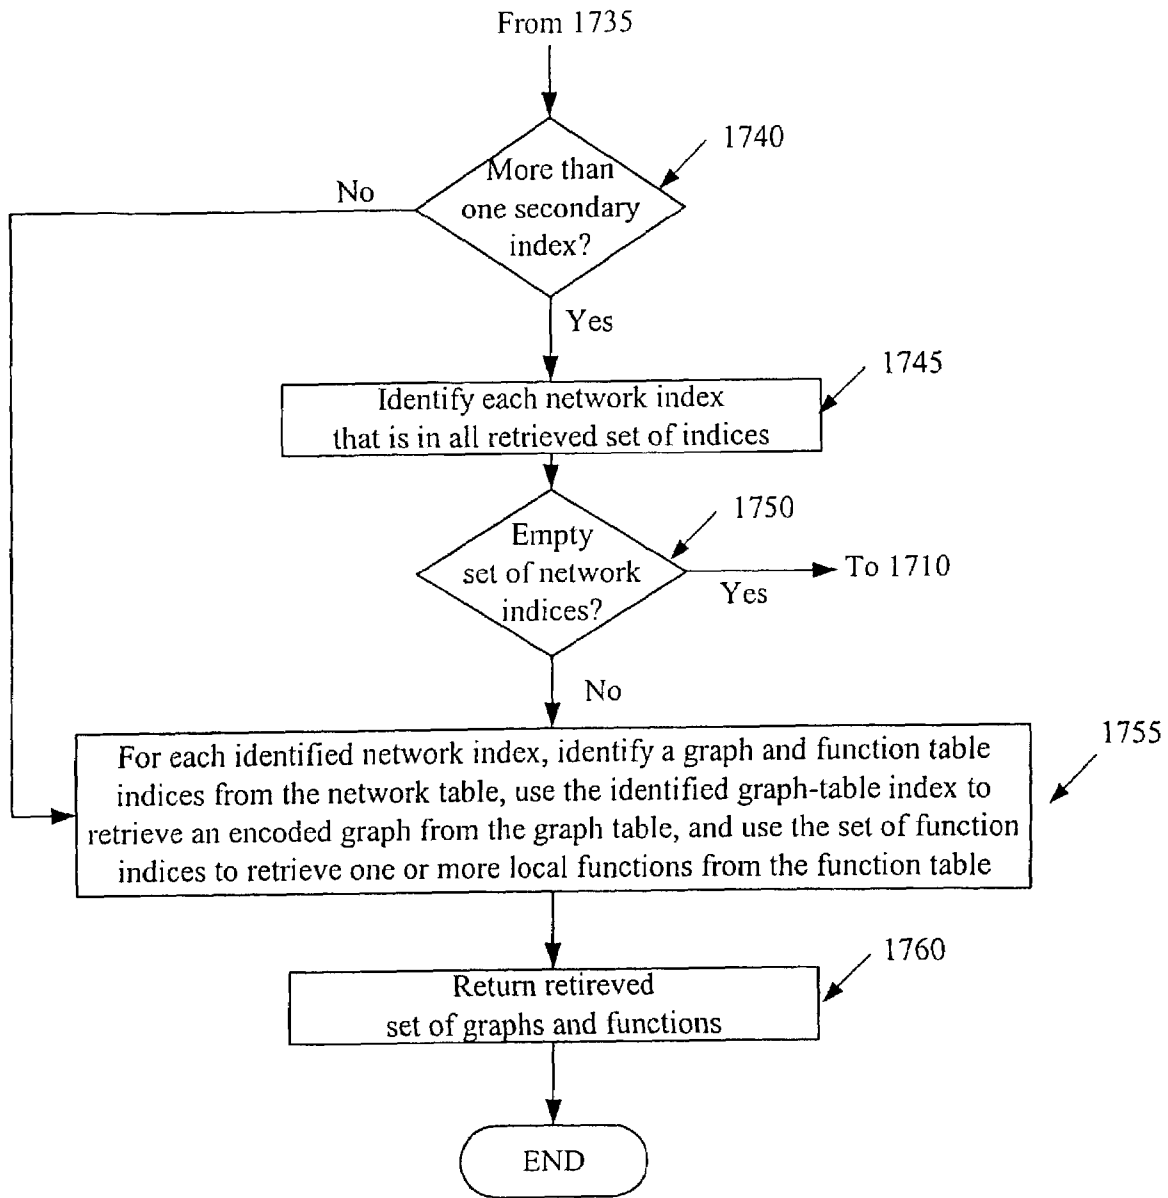 From 1735
1740
More than
one secondary
index?
No
Yes
1745
Identify each network index
that is in all retrieved set of indices
1750
Empty
set of network
indices?
To 1710
Yes
No
1755
For each identified network index, identify a graph and function table
indices from the network table, use the identified graph-table index to
retrieve an encoded graph from the graph table, and use the set of function
indices to retrieve one or more local functions from the function table
1760
Return retireved
set of graphs and functions
END